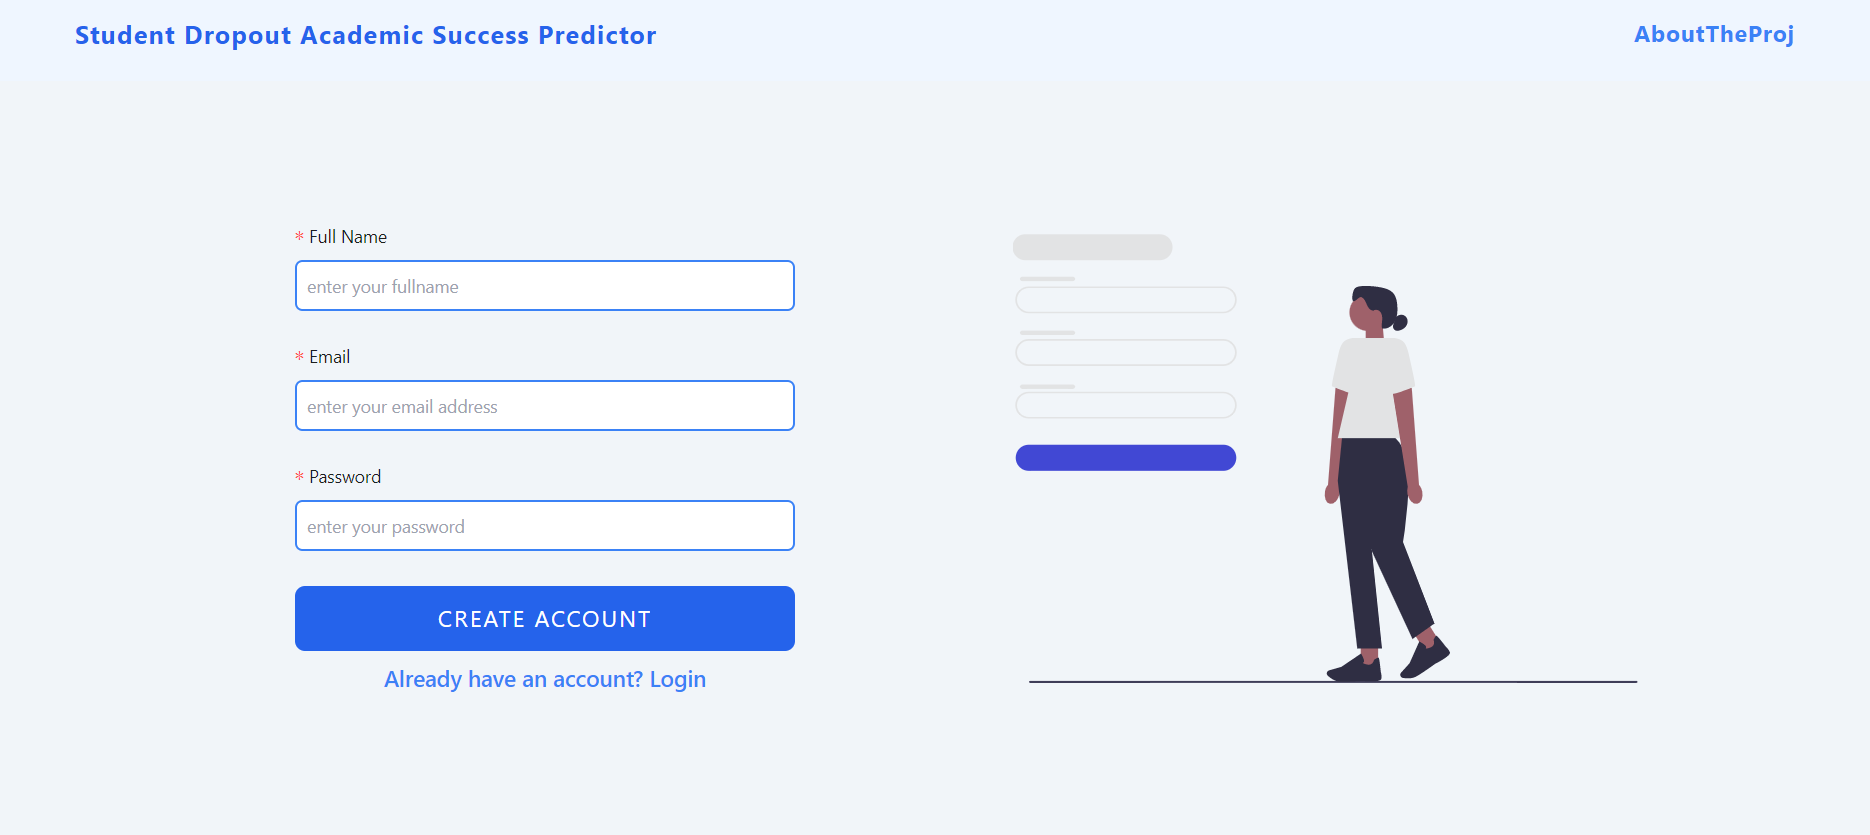 Student Dropout Academic Success Predictor
AboutTheProj
* Full Name
enter your fullname
* Email
enter your email address
* Password
enter your password
CREATE ACCOUNT
Already have an account? Login